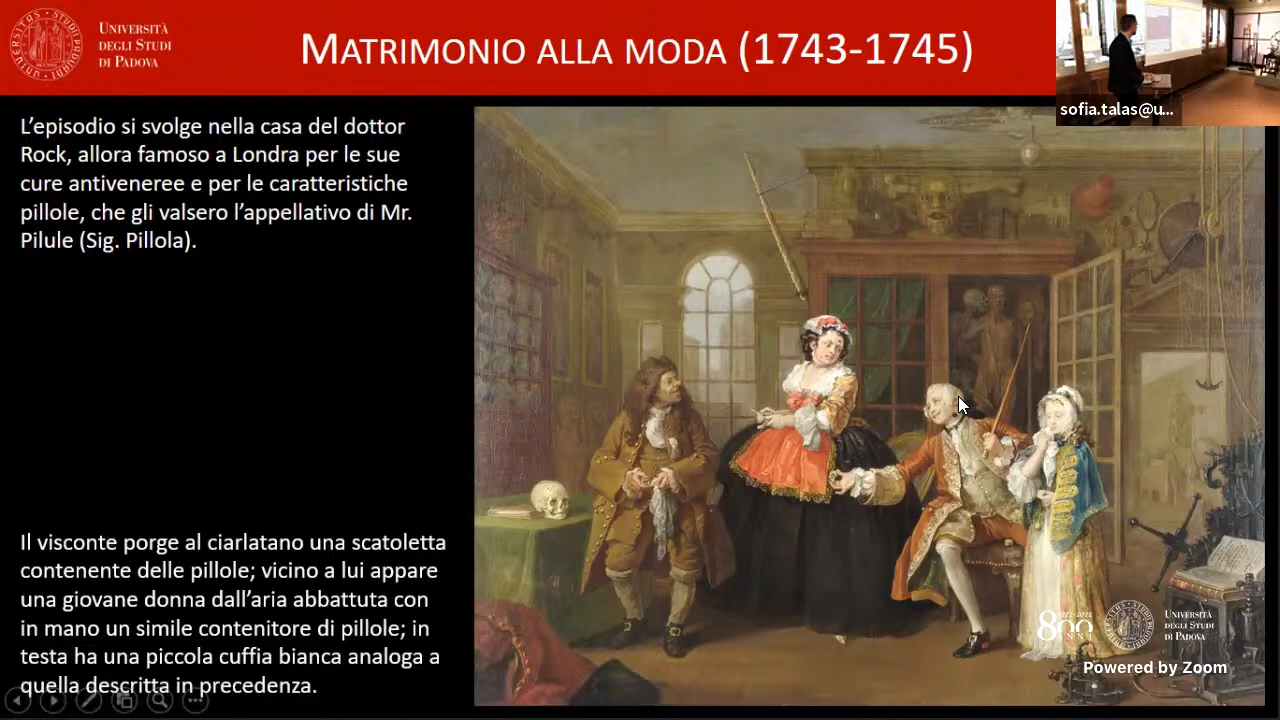 UNIVERSITÀ
DEGLI STUDI
DI PADOVA
MATRIMONIO ALLA MODA (1743-1745)
sofia.talas@u...
L'episodio si svolge nella casa del dottor
Rock, allora famoso a Londra per le sue
cure antiveneree e per le caratteristiche
pillole, che gli valsero l'appellativo di Mr.
Pilule (Sig. Pillola).
Il visconte porge al ciarlatano una scatoletta
contenente delle pillole; vicino a lui appare
una giovane donna dall'aria abbattuta con
in mano un simile contenitore di pillole; in
testa ha una piccola cuffia bianca analoga a
quella descritta in precedenza.
1222-2022
800
ANNI
UNIVERSITÀ
DEGLI STUDI
DI PADOVA
Powered by Zoom